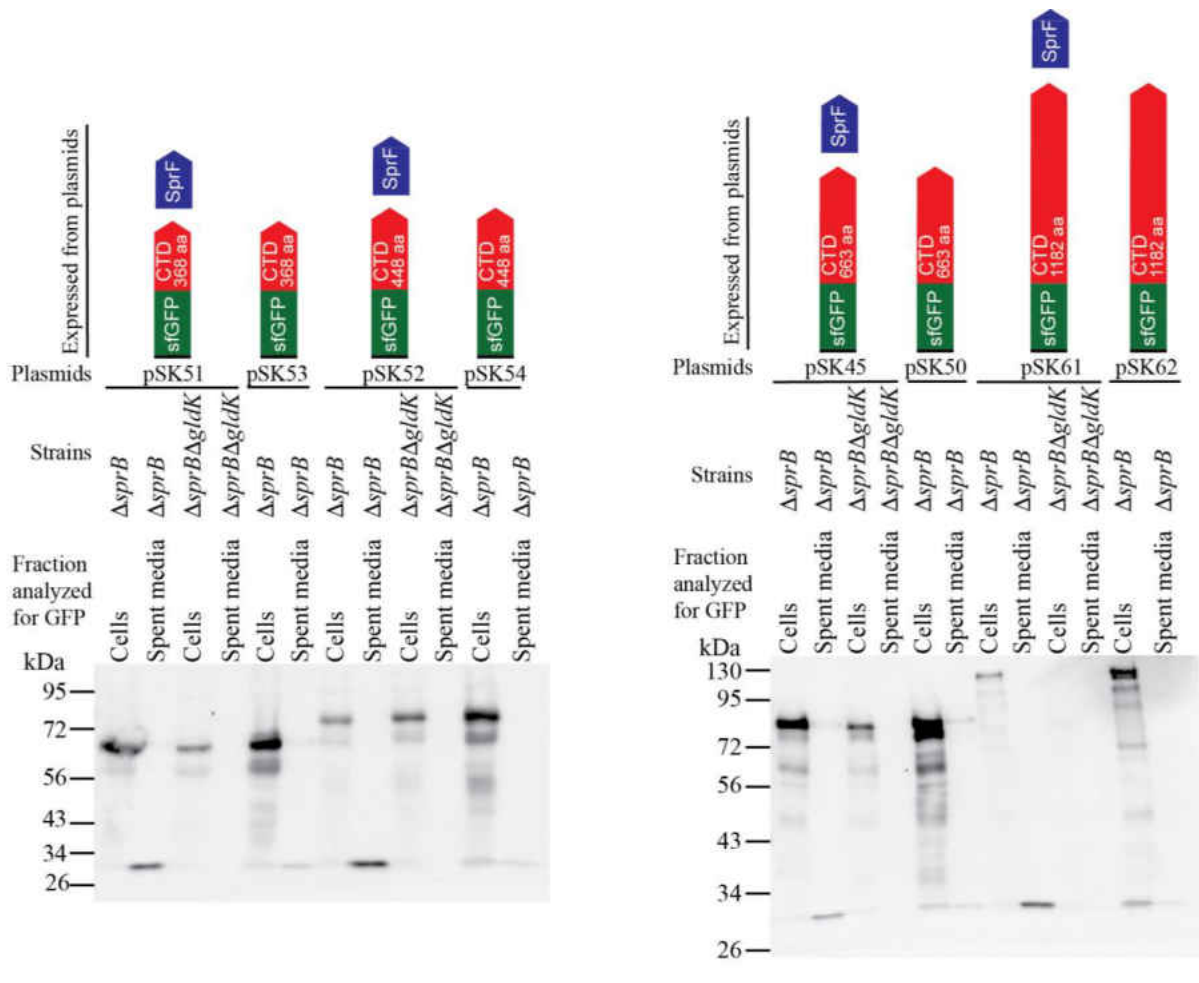 Expressed from plasmids
SprF
CTD
368 aa
sfGFP
CTD
368 aa
sfGFP
SprF
CTD
448 aa
sfGFP
CTD
448 aa
sfGFP
Plasmids
pSK51
pSK53
pSK52
pSK54
Strains
ΔsprB
ΔsprB
ΔsprBΔgldK
ΔsprBΔgldK
ΔsprB
ΔsprB
ΔsprB
ΔsprB
ΔsprBΔgldK
ΔsprBΔgldK
ΔsprB
ΔsprB
Fraction
analyzed
for GFP
Cells
Spent media
Cells
Spent media
Cells
Spent media
Cells
Spent media
Cells
Spent media
Cells
Spent media
kDa
95
72
56
43
34
26
Expressed from plasmids
SprF
CTD
663 aa
sfGFP
CTD
663 aa
sfGFP
SprF
CTD
1182 aa
sfGFP
CTD
1182 aa
sfGFP
Plasmids
pSK45
pSK50
pSK61
pSK62
Strains
ΔsprB
ΔsprB
ΔsprBΔgldK
ΔsprBΔgldK
ΔsprB
ΔsprB
ΔsprB
ΔsprB
ΔsprBΔgldK
ΔsprBΔgldK
ΔsprB
ΔsprB
Fraction
analyzed
for GFP
Cells
Spent media
Cells
Spent media
Cells
Spent media
Cells
Spent media
Cells
Spent media
Cells
Spent media
kDa
130
95
72
56
43
34
26